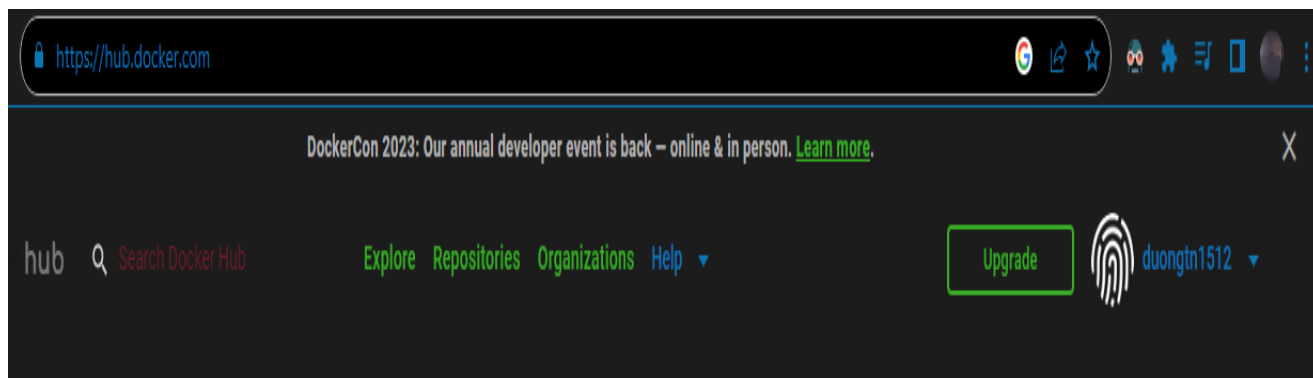 https://hub.docker.com
DockerCon 2023: Our annual developer event is back – online & in person. Learn more.
hub Search Docker Hub Explore Repositories Organizations Help Upgrade duongtn1512